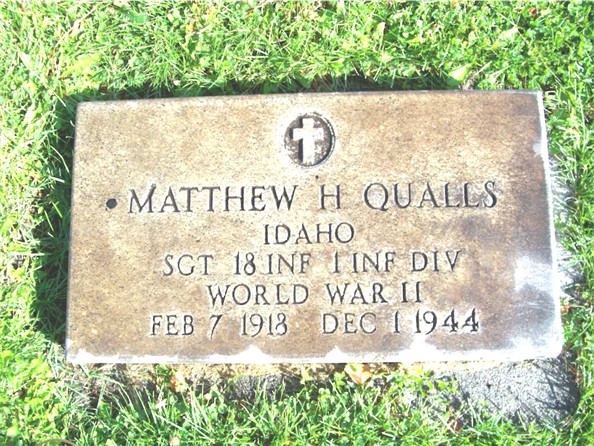 MATTHEW H QUALLS
IDAHO
SGT 18 INF 1 INF DIV
WORLD WAR II
FEB 7 1918 DEC 1 1944